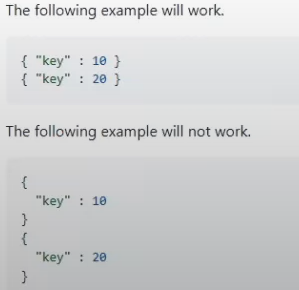 The following example will work.
{ "key" : 10 }
{ "key" : 20 }
The following example will not work.
{
"key" : 10
}
{
"key" : 20
}